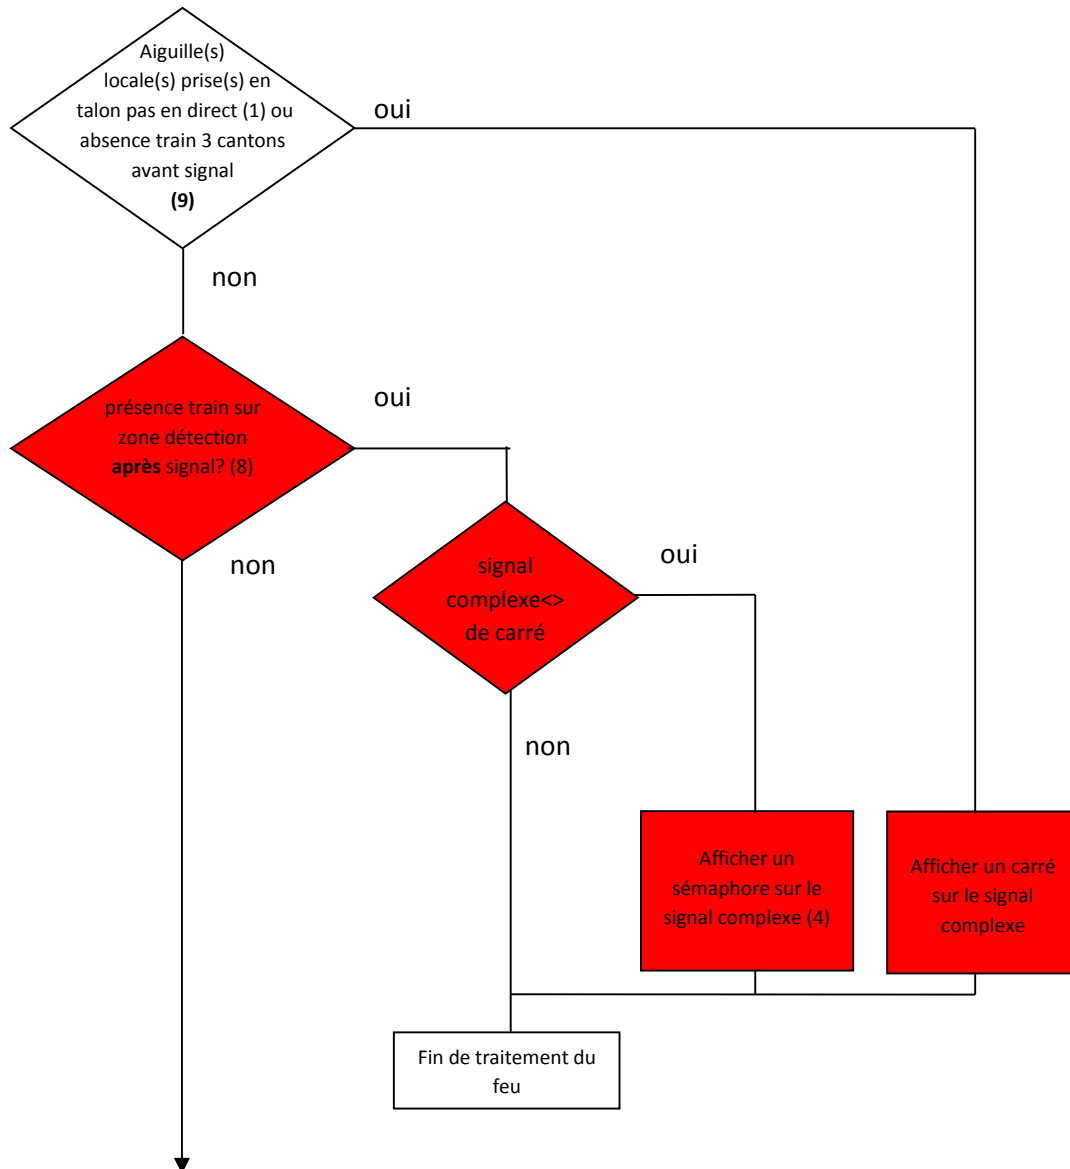 Aiguille(s)
locale(s) prise(s) en
talon pas en direct (1) ou
absence train 3 cantons
avant signal
(9)
oui
non
présence train sur
zone détection
après signal? (8)
oui
non
signal
complexe<>
de carré
oui
non
Afficher un
sémaphore sur le
signal complexe (4)
Afficher un carré
sur le signal
complexe
Fin de traitement du
feu